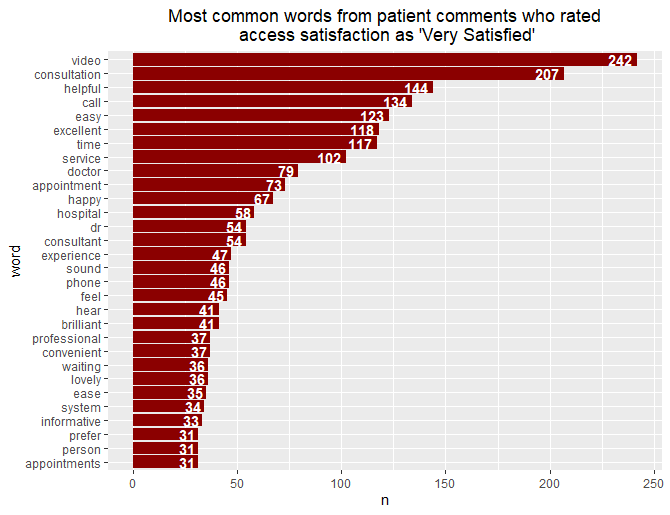 Most common words from patient comments who rated
access satisfaction as 'Very Satisfied'
word
video 242
consultation 207
helpful 144
call 134
easy 123
excellent 118
time 117
service 102
doctor 79
appointment 73
happy 67
hospital 58
dr 54
consultant 54
experience 47
sound 46
phone 46
feel 45
hear 41
brilliant 41
professional 37
convenient 37
waiting 36
lovely 36
ease 35
system 34
informative 33
prefer 31
person 31
appointments 31
0 50 100 150 200 250
n